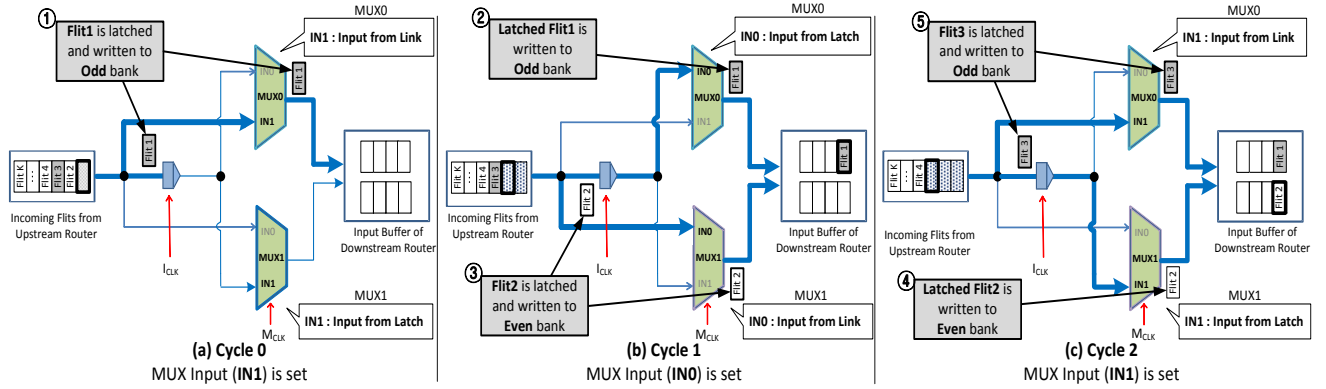 ①
Flit1 is latched
and written to
Odd bank
MUX0
IN1 : Input from Link
IN0
MUX0
IN1
Flit 1
Flit 1
Flit K
...
Flit 4
Flit 3
Flit 2
Incoming Flits from
Upstream Router
Input Buffer of
Downstream Router
ICLK
IN0
MUX1
IN1
MUX1
IN1 : Input from Latch
MCLK
(a) Cycle 0
MUX Input (IN1) is set
②
Latched Flit1 is
written to
Odd bank
MUX0
IN0 : Input from Latch
IN0
MUX0
IN1
Flit 1
Flit 1
Flit K
...
Flit 4
Flit 3
Flit 2
Incoming Flits from
Upstream Router
Input Buffer of
Downstream Router
ICLK
③
Flit2 is latched
and written to
Even bank
IN0
MUX1
IN1
Flit 2
MUX1
IN0 : Input from Link
MCLK
(b) Cycle 1
MUX Input (IN0) is set
⑤
Flit3 is latched
and written to
Odd bank
MUX0
IN1 : Input from Link
IN0
MUX0
IN1
Flit 3
Flit 3
Flit 1
Flit 2
Flit K
...
Flit 4
Incoming Flits from
Upstream Router
Input Buffer of
Downstream Router
ICLK
④
Latched Flit2 is
written to
Even bank
IN0
MUX1
IN1
Flit 2
MUX1
IN1 : Input from Latch
MCLK
(c) Cycle 2
MUX Input (IN1) is set